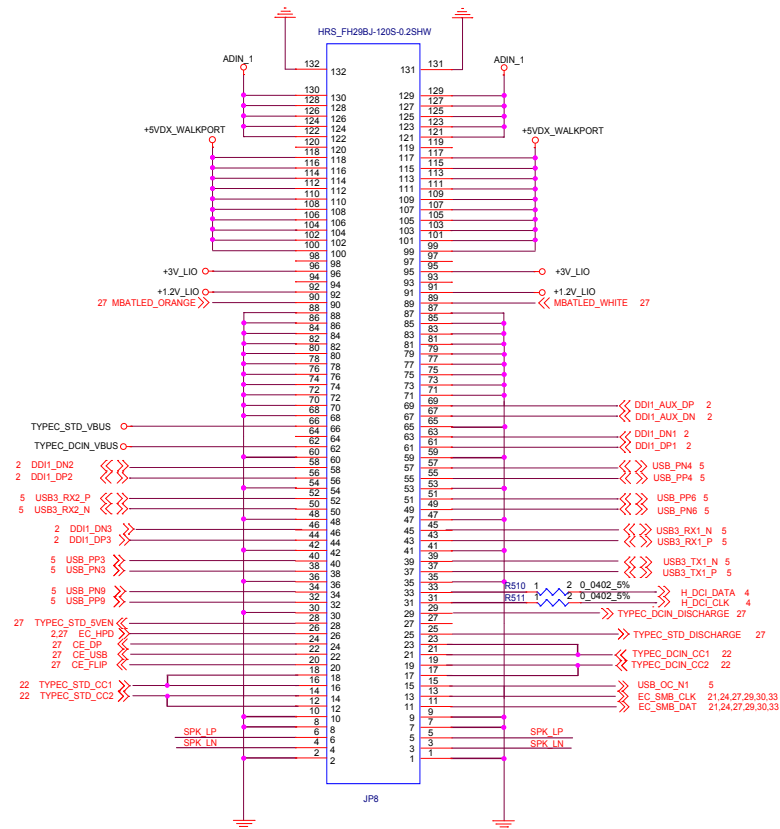 HRS_FH29BJ-120S-0.2SHW
ADIN_1 ADIN_1
132 132 131 131
130 130 129 129
128 128 127 127
126 126 125 125
124 124 123 123
122 122 121 121
+5VDX_WALKPORT +5VDX_WALKPORT
120 120 119 119
118 118 117 117
116 116 115 115
114 114 113 113
112 112 111 111
110 110 109 109
108 108 107 107
106 106 105 105
104 104 103 103
102 102 101 101
100 100 99 99
98 98 97 97
+3V_LIO 96 96 95 95 +3V_LIO
94 94 93 93
+1.2V_LIO 92 92 91 91 +1.2V_LIO
27 MBATLED_ORANGE 90 90 89 89 MBATLED_WHITE 27
88 88 87 87
86 86 85 85
84 84 83 83
82 82 81 81
80 80 79 79
78 78 77 77
76 76 75 75
74 74 73 73
72 72 71 71
70 70 69 69 DDI1_AUX_DP 2
68 68 67 67 DDI1_AUX_DN 2
TYPEC_STD_VBUS 66 66 65 65
64 64 63 63 DDI1_DN1 2
TYPEC_DCIN_VBUS 62 62 61 61 DDI1_DP1 2
60 60 59 59
2 DDI1_DN2 58 58 57 57 USB_PN4 5
2 DDI1_DP2 56 56 55 55 USB_PP4 5
54 54 53 53
5 USB3_RX2_P 52 52 51 51 USB_PP6 5
5 USB3_RX2_N 50 50 49 49 USB_PN6 5
48 48 47 47
2 DDI1_DN3 46 46 45 45 USB3_RX1_N 5
2 DDI1_DP3 44 44 43 43 USB3_RX1_P 5
42 42 41 41
5 USB_PP3 40 40 39 39 USB3_TX1_N 5
5 USB_PN3 38 38 37 37 USB3_TX1_P 5
36 36 35 35
5 USB_PN9 34 34 33 33 R510 1 2 0_0402_5% H_DCI_DATA 4
5 USB_PP9 32 32 31 31 R511 1 2 0_0402_5% H_DCI_CLK 4
30 30 29 29 TYPEC_DCIN_DISCHARGE 27
27 TYPEC_STD_5VEN 28 28 27 27
2,27 EC_HPD 26 26 25 25 TYPEC_STD_DISCHARGE 27
27 CE_DP 24 24 23 23
27 CE_USB 22 22 21 21 TYPEC_DCIN_CC1 22
27 CE_FLIP 20 20 19 19 TYPEC_DCIN_CC2 22
18 18 17 17
22 TYPEC_STD_CC1 16 16 15 15 USB_OC_N1 5
22 TYPEC_STD_CC2 14 14 13 13 EC_SMB_CLK 21,24,27,29,30,33
12 12 11 11 EC_SMB_DAT 21,24,27,29,30,33
10 10 9 9
8 8 7 7
SPK_LP 6 6 5 5 SPK_LP
SPK_LN 4 4 3 3 SPK_LN
2 2 1 1
JP8